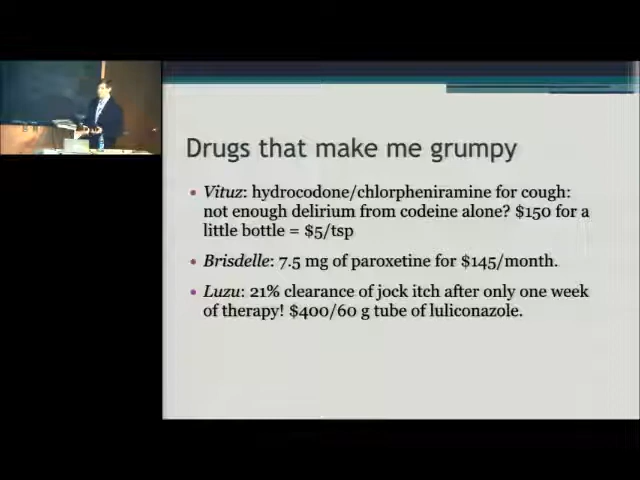 Drugs that make me grumpy
• Vituz: hydrocodone/chlorpheniramine for cough:
not enough delirium from codeine alone? $150 for a
little bottle = $5/tsp
• Brisdelle: 7.5 mg of paroxetine for $145/month.
• Luzu: 21% clearance of jock itch after only one week
of therapy! $400/60 g tube of luliconazole.